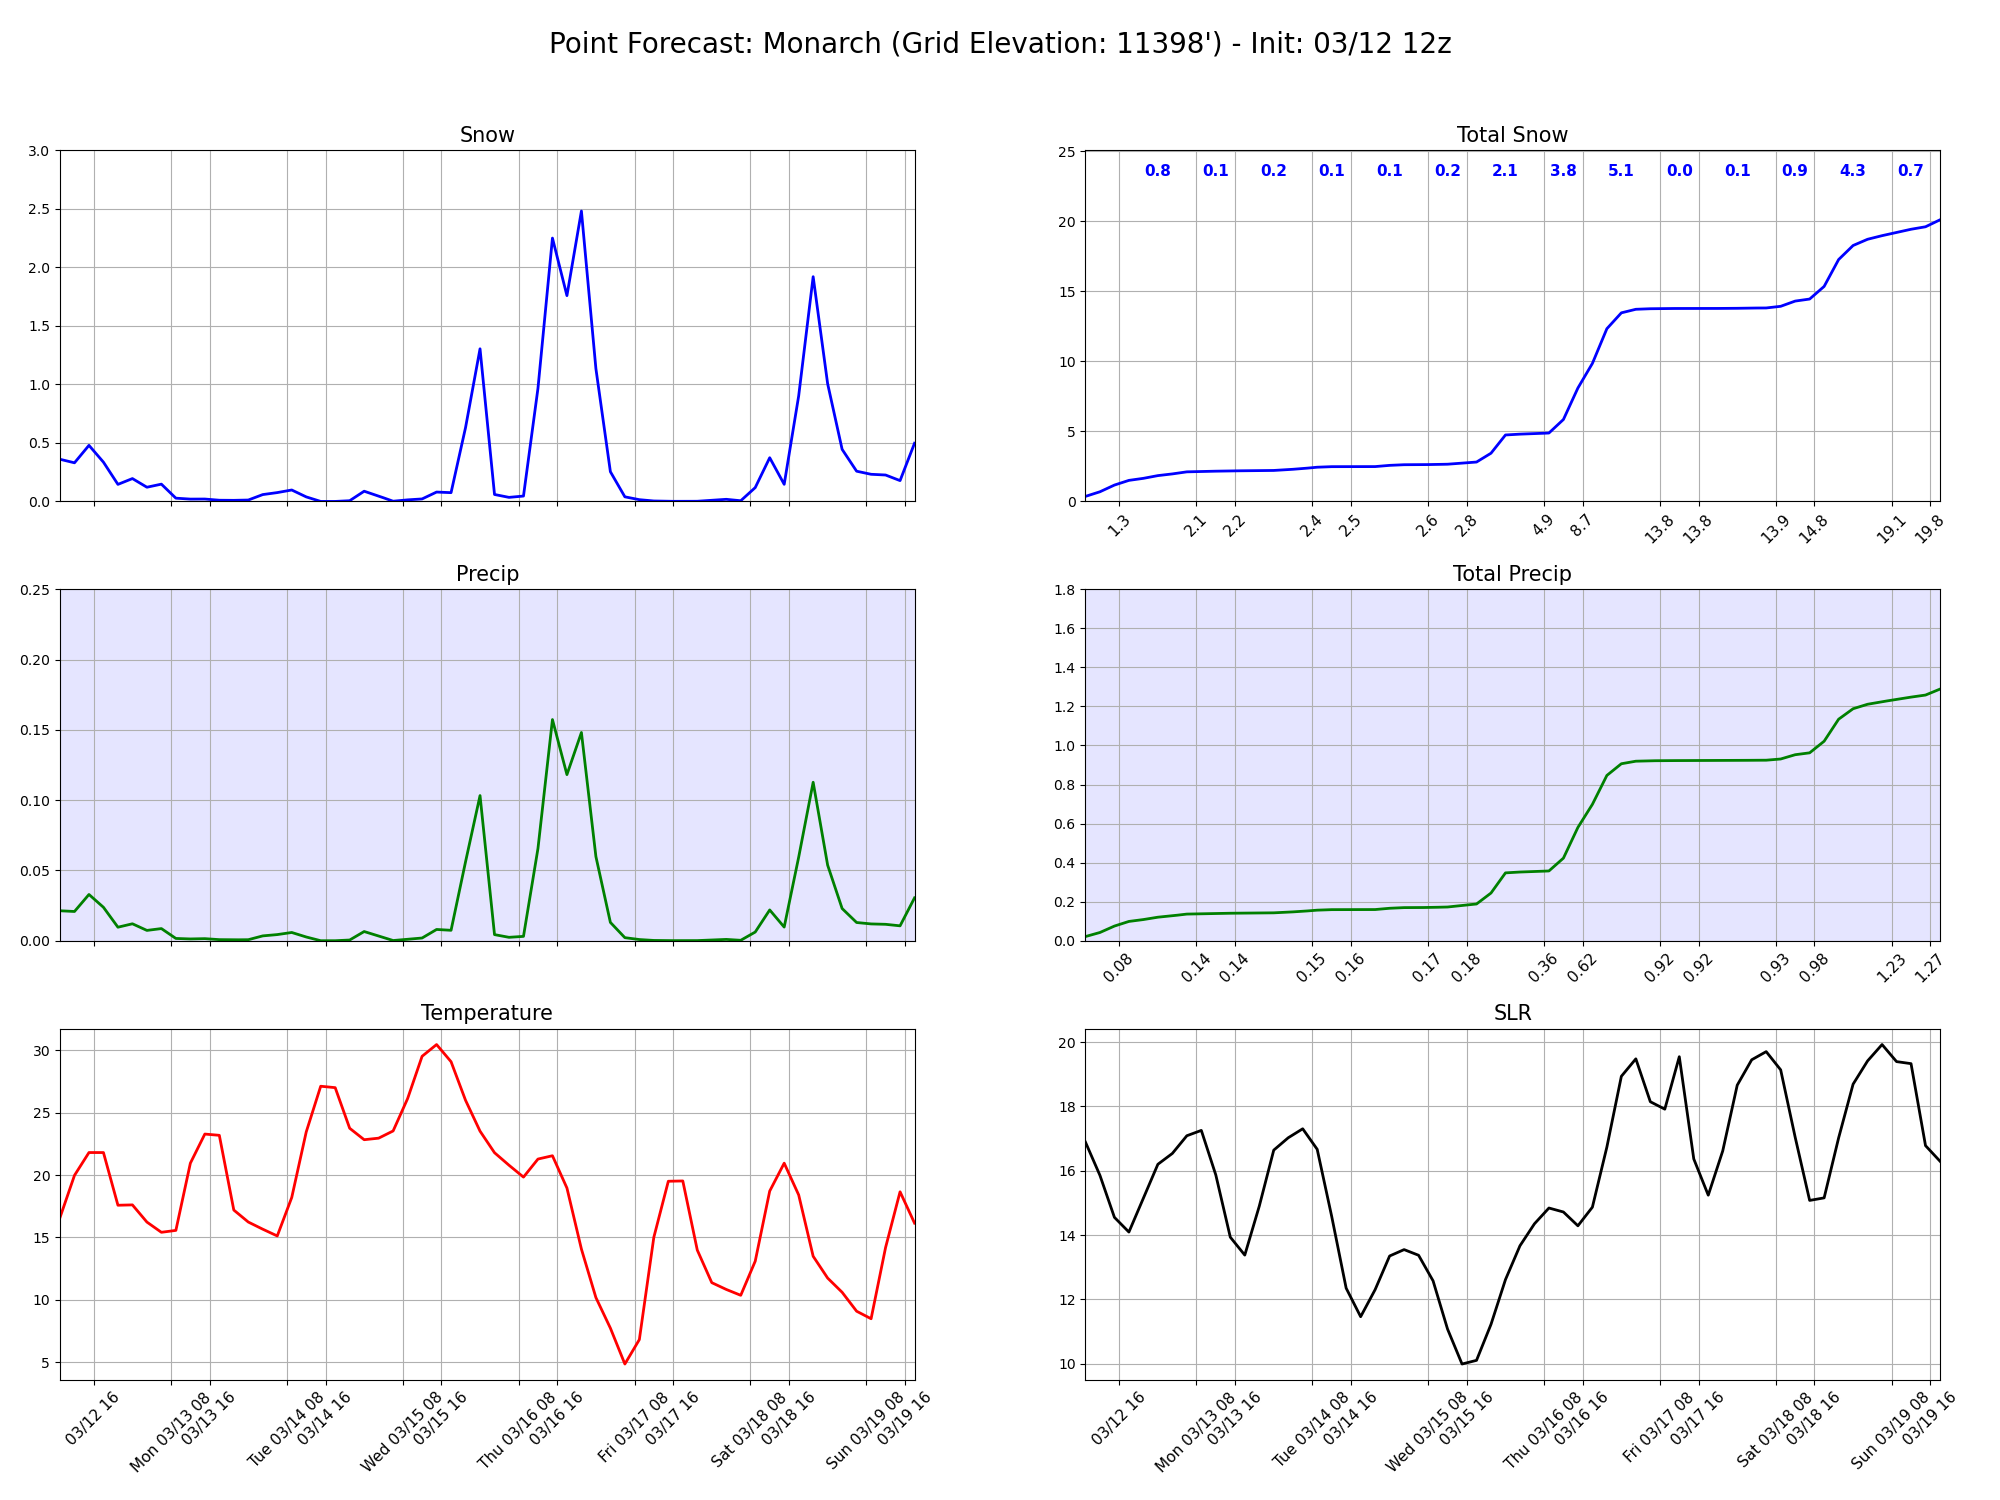 Point Forecast: Monarch (Grid Elevation: 11398') - Init: 03/12 12z
Snow
3.0
2.5
2.0
1.5
1.0
0.5
0.0
Total Snow
25
20
15
10
5
0
0.8 0.1 0.2 0.1 0.1 0.2 2.1 3.8 5.1 0.0 0.1 0.9 4.3 0.7
1.3 2.1 2.2 2.4 2.5 2.6 2.8 4.9 8.7 13.8 13.8 13.9 14.8 19.1 19.8
Precip
0.25
0.20
0.15
0.10
0.05
0.00
Total Precip
1.8
1.6
1.4
1.2
1.0
0.8
0.6
0.4
0.2
0.0
0.08 0.14 0.14 0.15 0.16 0.17 0.18 0.36 0.62 0.92 0.92 0.93 0.98 1.23 1.27
Temperature
30
25
20
15
10
5
03/12 16
Mon 03/13 08
03/13 16
Tue 03/14 08
03/14 16
Wed 03/15 08
03/15 16
Thu 03/16 08
03/16 16
Fri 03/17 08
03/17 16
Sat 03/18 08
03/18 16
Sun 03/19 08
03/19 16
SLR
20
18
16
14
12
10
03/12 16
Mon 03/13 08
03/13 16
Tue 03/14 08
03/14 16
Wed 03/15 08
03/15 16
Thu 03/16 08
03/16 16
Fri 03/17 08
03/17 16
Sat 03/18 08
03/18 16
Sun 03/19 08
03/19 16